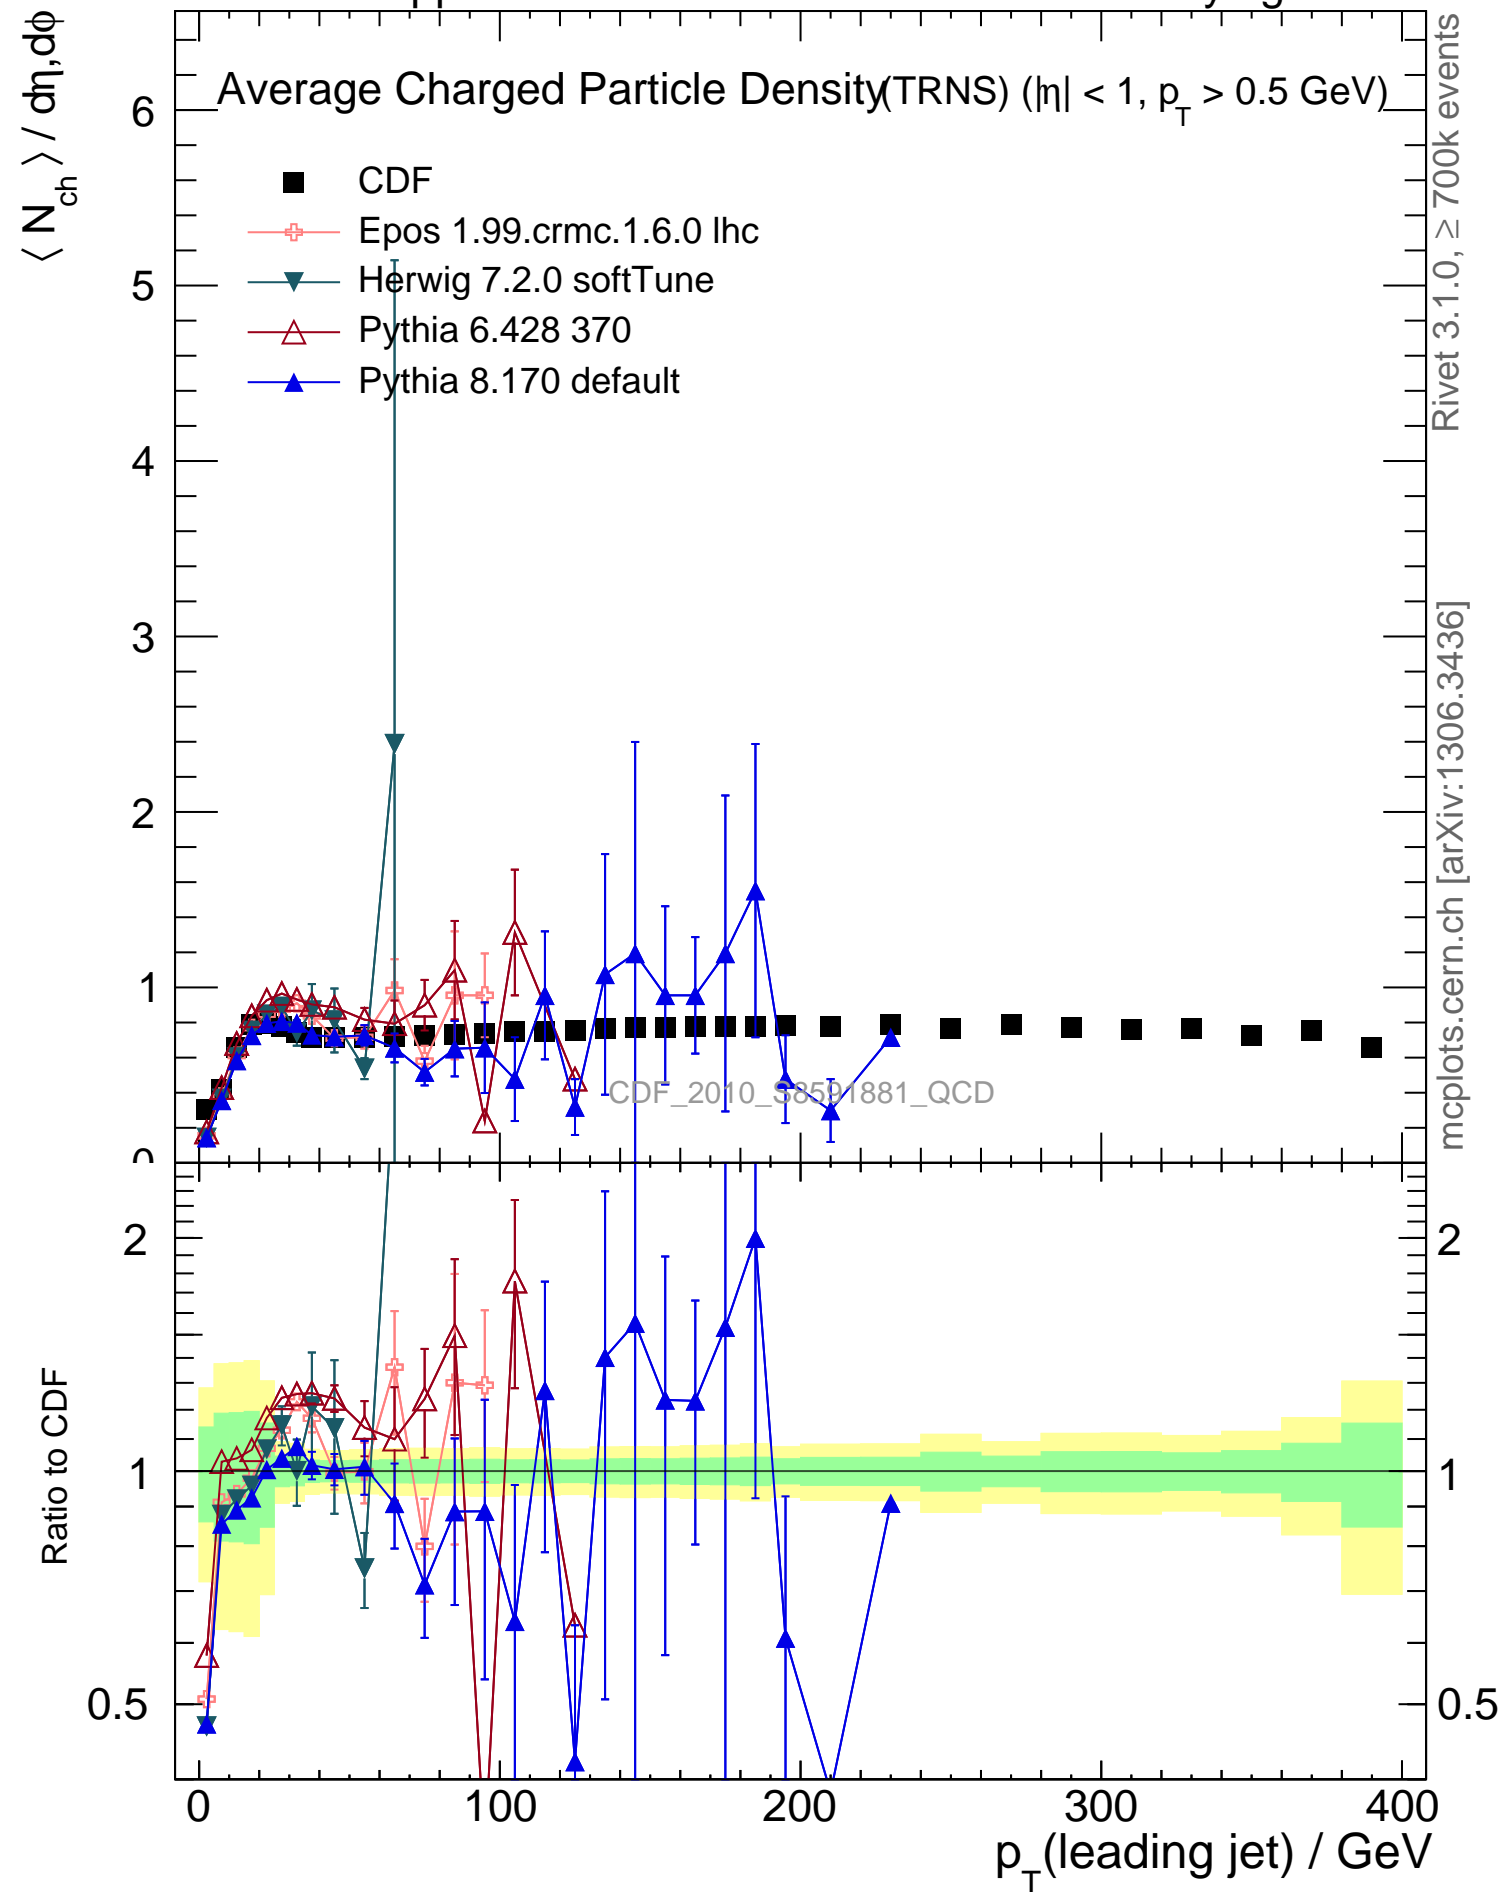 Average Charged Particle Density (TRNS) (|η| < 1, p_T > 0.5 GeV)
⟨ N_ch ⟩ / dη,dϕ
CDF
Epos 1.99.crmc.1.6.0 lhc
Herwig 7.2.0 softTune
Pythia 6.428 370
Pythia 8.170 default
6
5
4
3
2
1
0
CDF_2010_S8591881_QCD
Rivet 3.1.0, ≥ 700k events
mcplots.cern.ch [arXiv:1306.3436]
Ratio to CDF
2
1
0.5
2
1
0.5
0
100
200
300
400
p_T(leading jet) / GeV